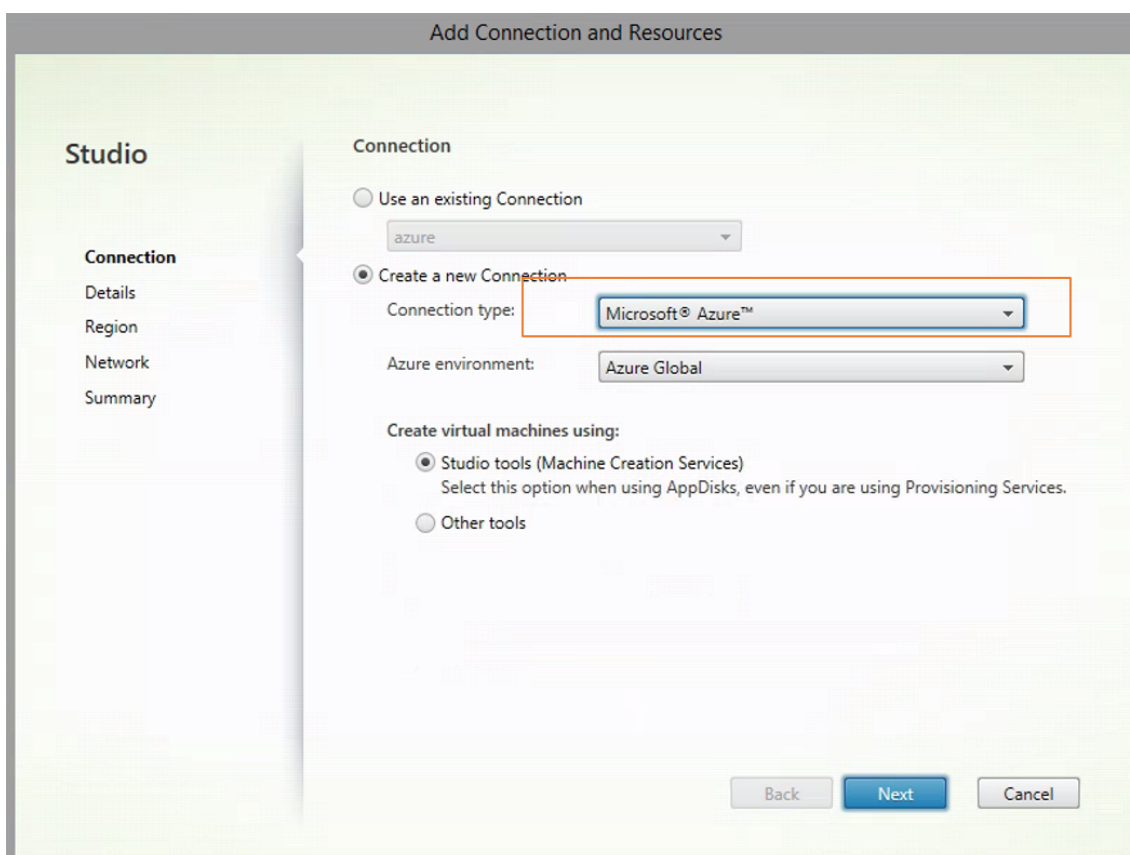 Add Connection and Resources
Studio
Connection
Details
Region
Network
Summary
Connection
Use an existing Connection
azure
Create a new Connection
Connection type:
Microsoft® Azure™
Azure environment:
Azure Global
Create virtual machines using:
Studio tools (Machine Creation Services)
Select this option when using AppDisks, even if you are using Provisioning Services.
Other tools
Back
Next
Cancel